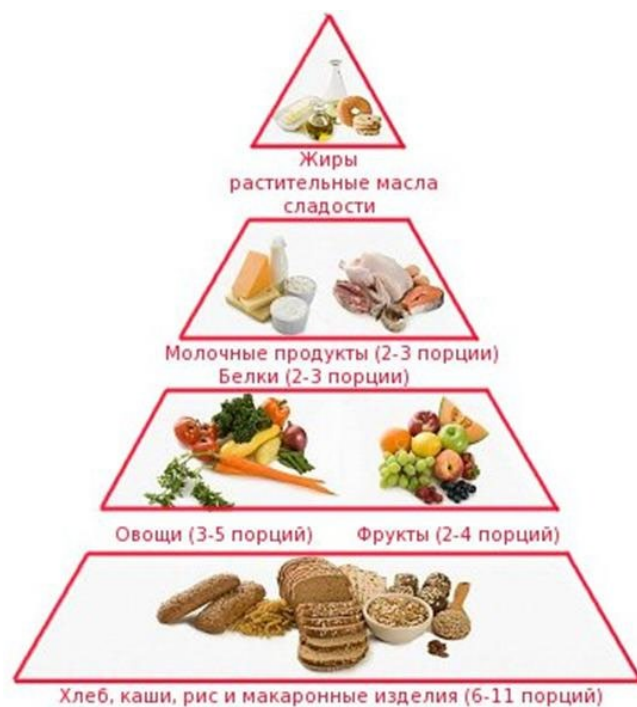 Жиры
растительные масла
сладости
Молочные продукты (2-3 порции)
Белки (2-3 порции)
Овощи (3-5 порций)
Фрукты (2-4 порций)
Хлеб, каши, рис и макаронные изделия (6-11 порций)